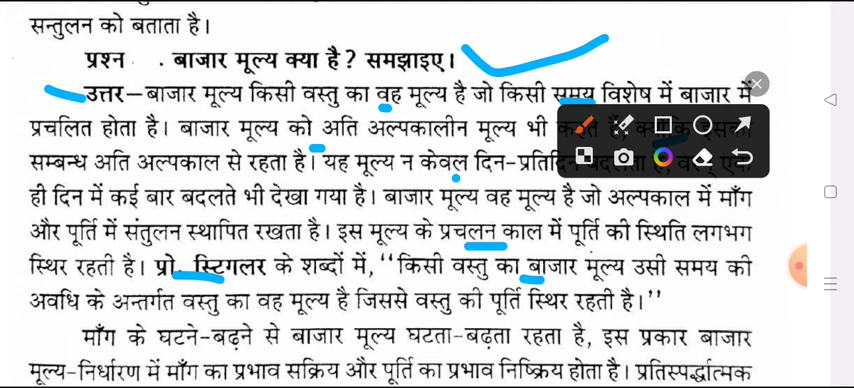 सन्तुलन को बताता है।
प्रश्न . बाजार मूल्य क्या है? समझाइए।
उत्तर—बाजार मूल्य किसी वस्तु का वह मूल्य है जो किसी समय विशेष में बाजार में
प्रचलित होता है। बाजार मूल्य को अति अल्पकालीन मूल्य भी कहते हैं, क्योंकि इसका
सम्बन्ध अति अल्पकाल से रहता है। यह मूल्य न केवल दिन-प्रतिदिन बदलता है,
ही दिन में कई बार बदलते भी देखा गया है। बाजार मूल्य वह मूल्य है जो अल्पकाल में माँग
और पूर्ति में संतुलन स्थापित रखता है। इस मूल्य के प्रचलन काल में पूर्ति की स्थिति लगभग
स्थिर रहती है। प्रो. स्टिगलर के शब्दों में, ‘‘किसी वस्तु का बाजार मूल्य उसी समय की
अवधि के अन्तर्गत वस्तु का वह मूल्य है जिससे वस्तु की पूर्ति स्थिर रहती है।’’
माँग के घटने-बढ़ने से बाजार मूल्य घटता-बढ़ता रहता है, इस प्रकार बाजार
मूल्य-निर्धारण में माँग का प्रभाव सक्रिय और पूर्ति का प्रभाव निष्क्रिय होता है। प्रतिस्पर्द्धात्मक